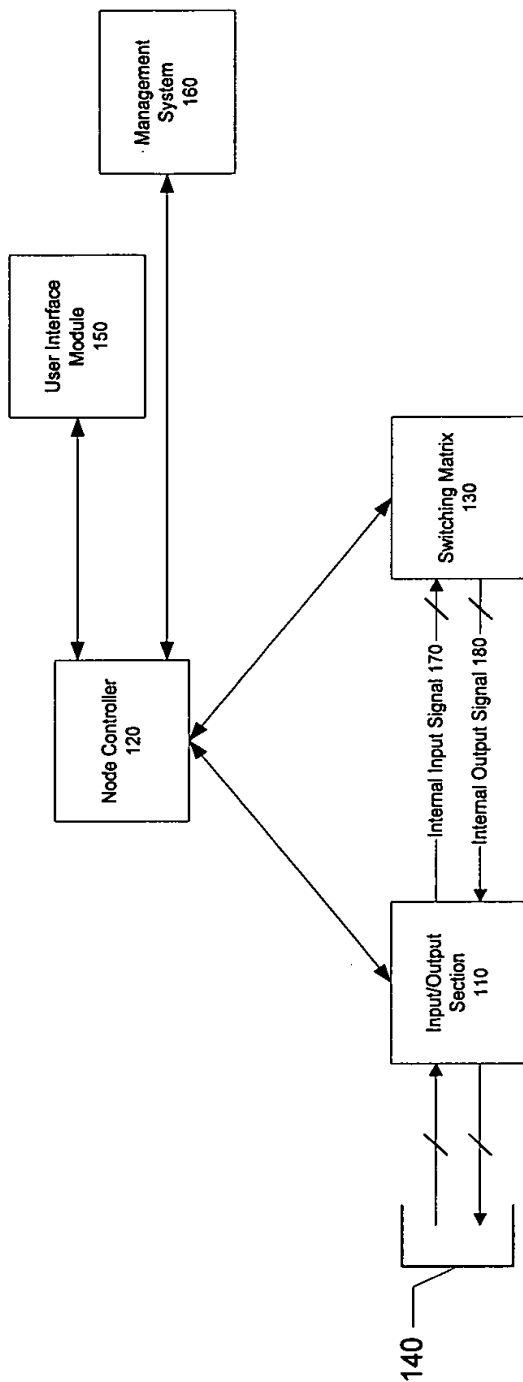 Management
System
160
User Interface
Module
150
Node Controller
120
Switching Matrix
130
Internal Input Signal 170
Internal Output Signal 180
Input/Output
Section
110
140